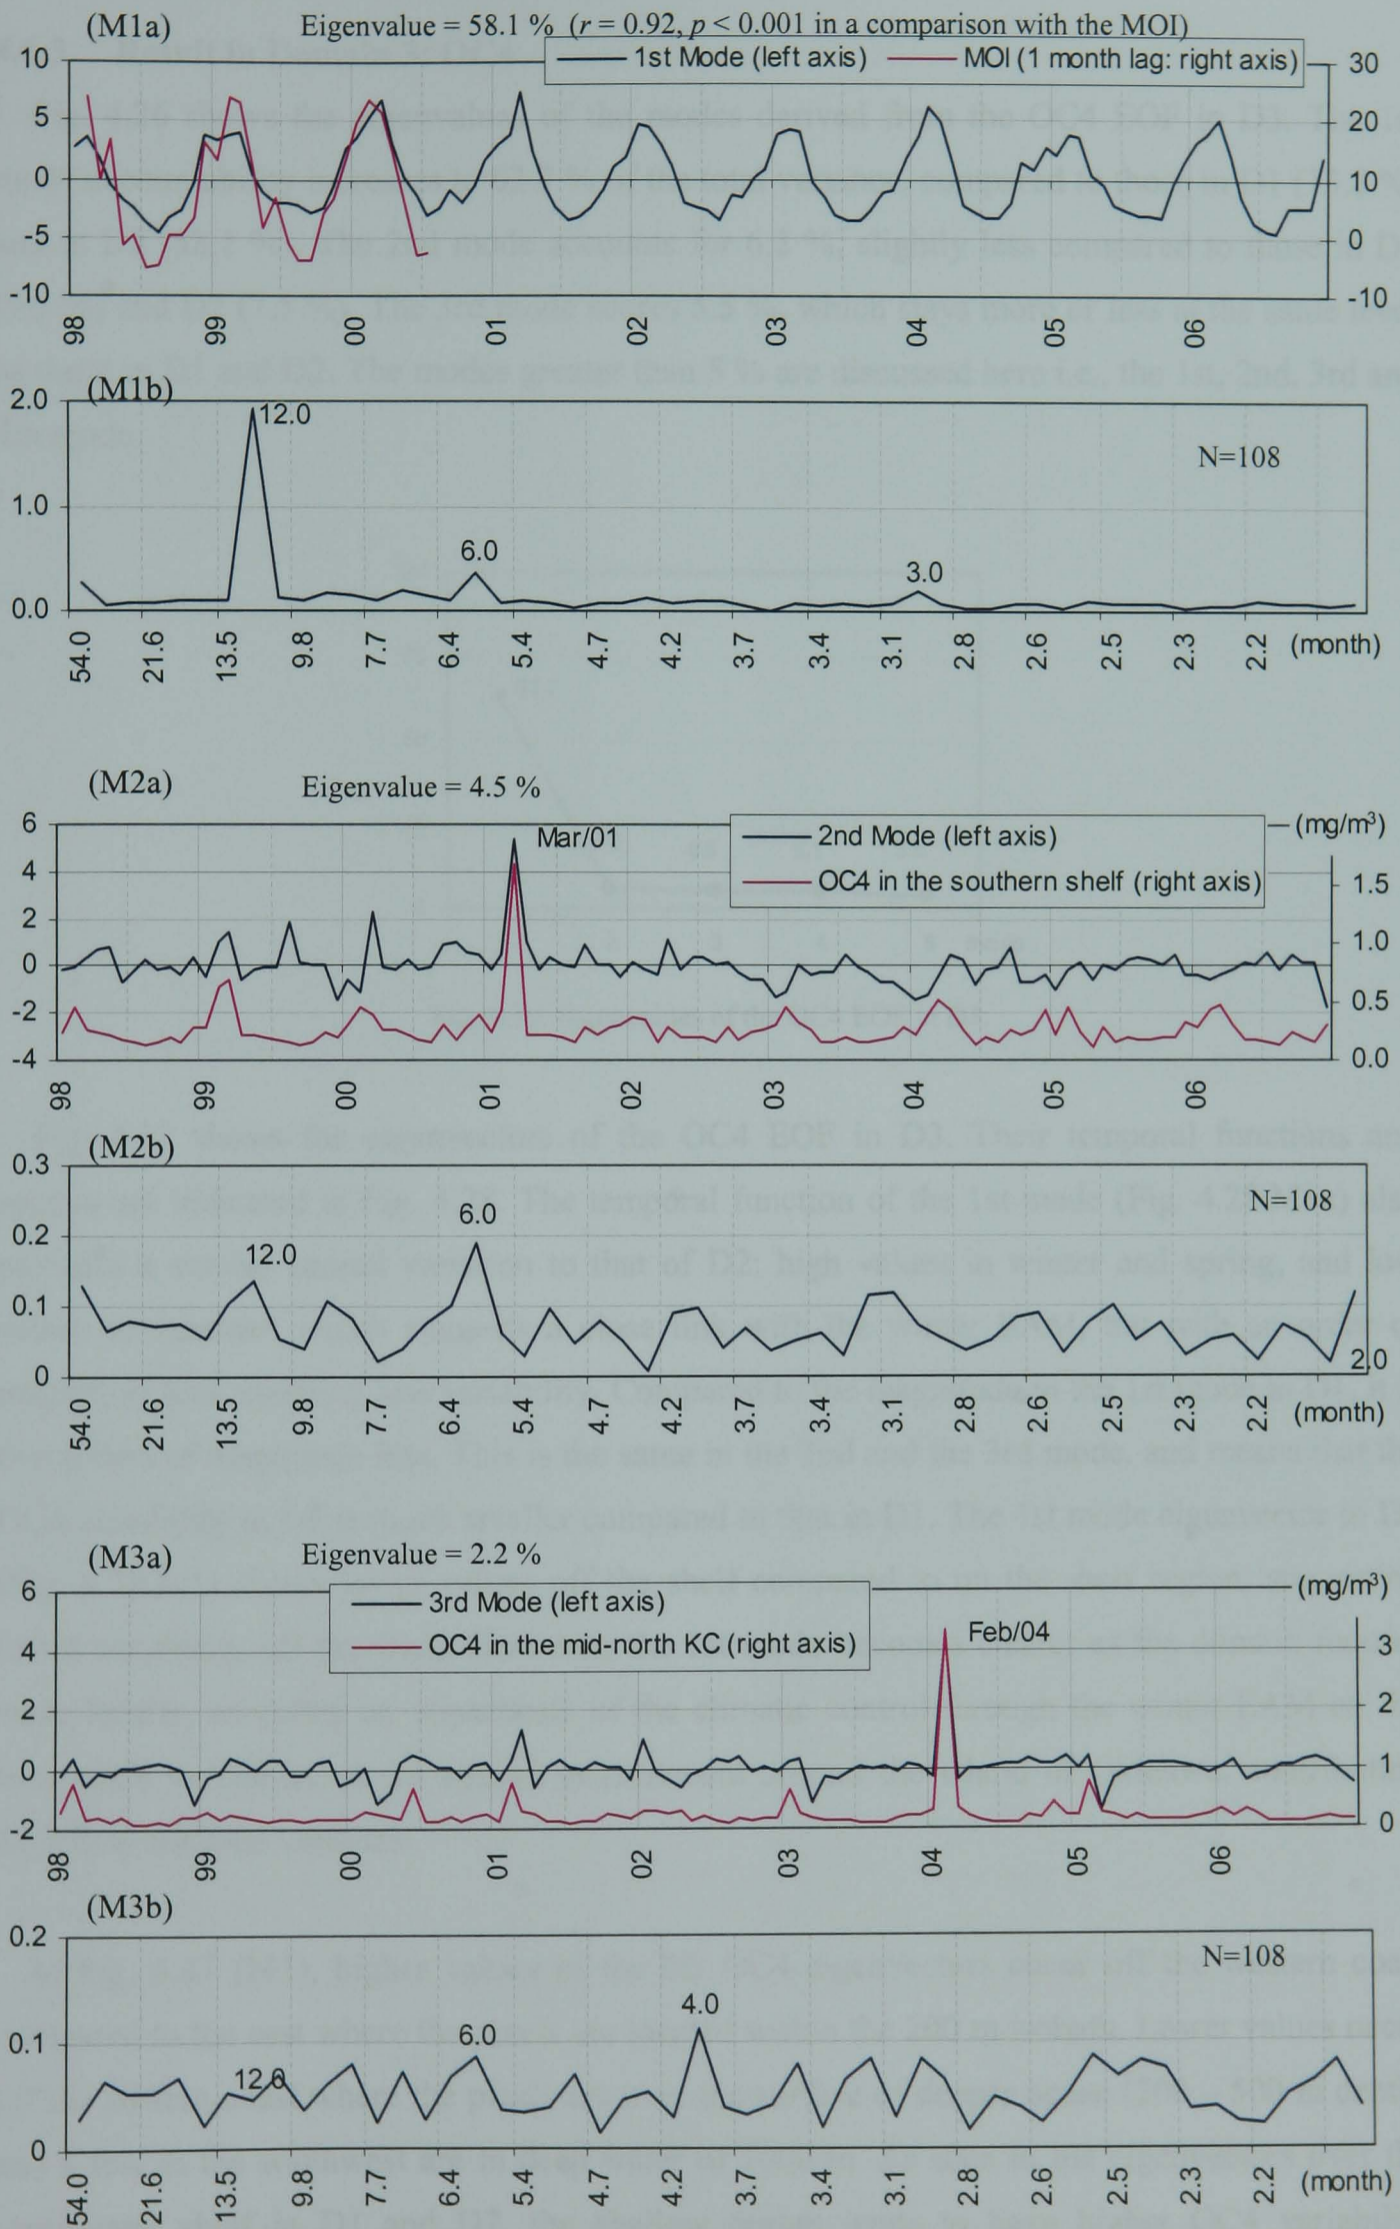 (M1a) Eigenvalue = 58.1 % (r = 0.92, p < 0.001 in a comparison with the MOI)
1st Mode (left axis) MOI (1 month lag: right axis)
10 5 0 -5 -10
30 20 10 0 -10
98 99 00 01 02 03 04 05 06
(M1b)
2.0 1.0 0.0
12.0 6.0 3.0
N=108
54.0 21.6 13.5 9.8 7.7 6.4 5.4 4.7 4.2 3.7 3.4 3.1 2.8 2.6 2.5 2.3 2.2 (month)
(M2a) Eigenvalue = 4.5 %
Mar/01
2nd Mode (left axis)
OC4 in the southern shelf (right axis)
(mg/m³)
6 4 2 0 -2 -4
1.5 1.0 0.5 0.0
98 99 00 01 02 03 04 05 06
(M2b)
0.3 0.2 0.1 0
12.0 6.0 2.0
N=108
54.0 21.6 13.5 9.8 7.7 6.4 5.4 4.7 4.2 3.7 3.4 3.1 2.8 2.6 2.5 2.3 2.2 (month)
(M3a) Eigenvalue = 2.2 %
3rd Mode (left axis)
OC4 in the mid-north KC (right axis)
Feb/04
(mg/m³)
6 4 2 0 -2
3 2 1 0
98 99 00 01 02 03 04 05 06
(M3b)
0.2 0.1 0
12.0 6.0 4.0
N=108
54.0 21.6 13.5 9.8 7.7 6.4 5.4 4.7 4.2 3.7 3.4 3.1 2.8 2.6 2.5 2.3 2.2 (month)